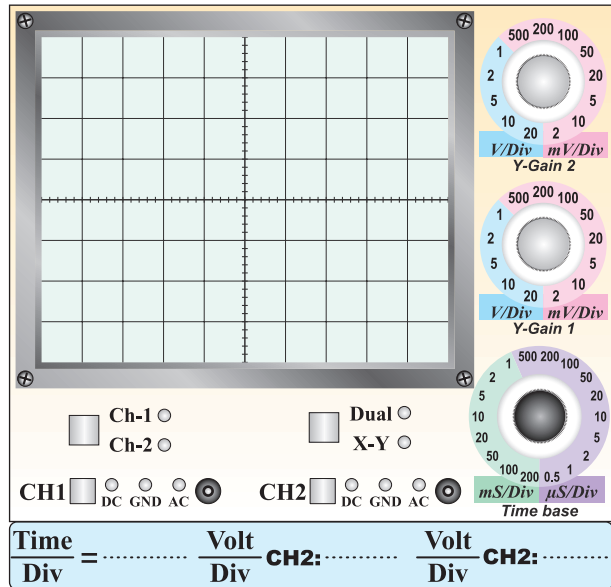 500 200 100
1 50
2 20
5 5
10 10
20 2
V/Div mV/Div
Y-Gain 2
500 200 100
1 50
2 20
5 5
10 10
20 2
V/Div mV/Div
Y-Gain 1
500 200 100
1 50
2 20
5 10
10 5
20 2
50 1
100 0.5
200
mS/Div µS/Div
Time base
Ch-1
Ch-2
Dual
X-Y
CH1 DC GND AC
CH2 DC GND AC
Time/Div = ............ Volt/Div CH2: ............ Volt/Div CH2: ............